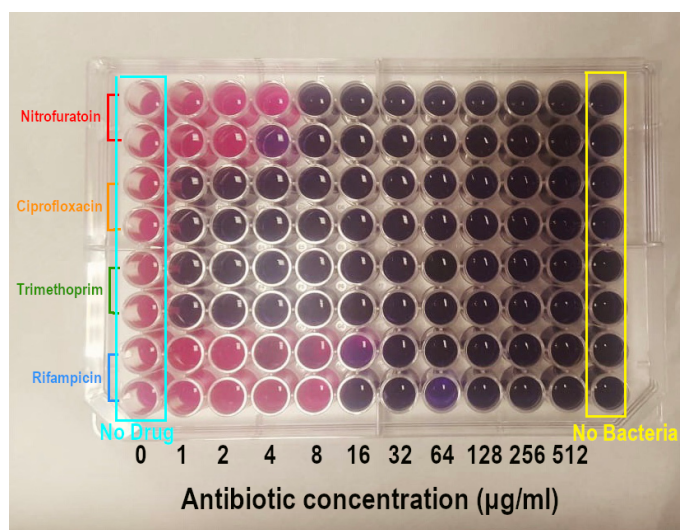 Nitrofuratoin
Ciprofloxacin
Trimethoprim
Rifampicin
No Drug
No Bacteria
0 1 2 4 8 16 32 64 128 256 512
Antibiotic concentration (µg/ml)